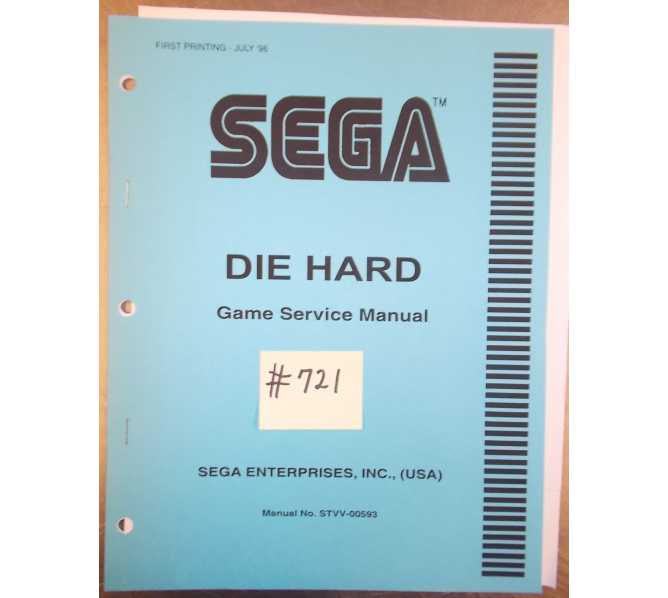 FIRST PRINTING - JULY '96
SEGA™
DIE HARD
Game Service Manual
#721
SEGA ENTERPRISES, INC., (USA)
Manual No. STVV-00593